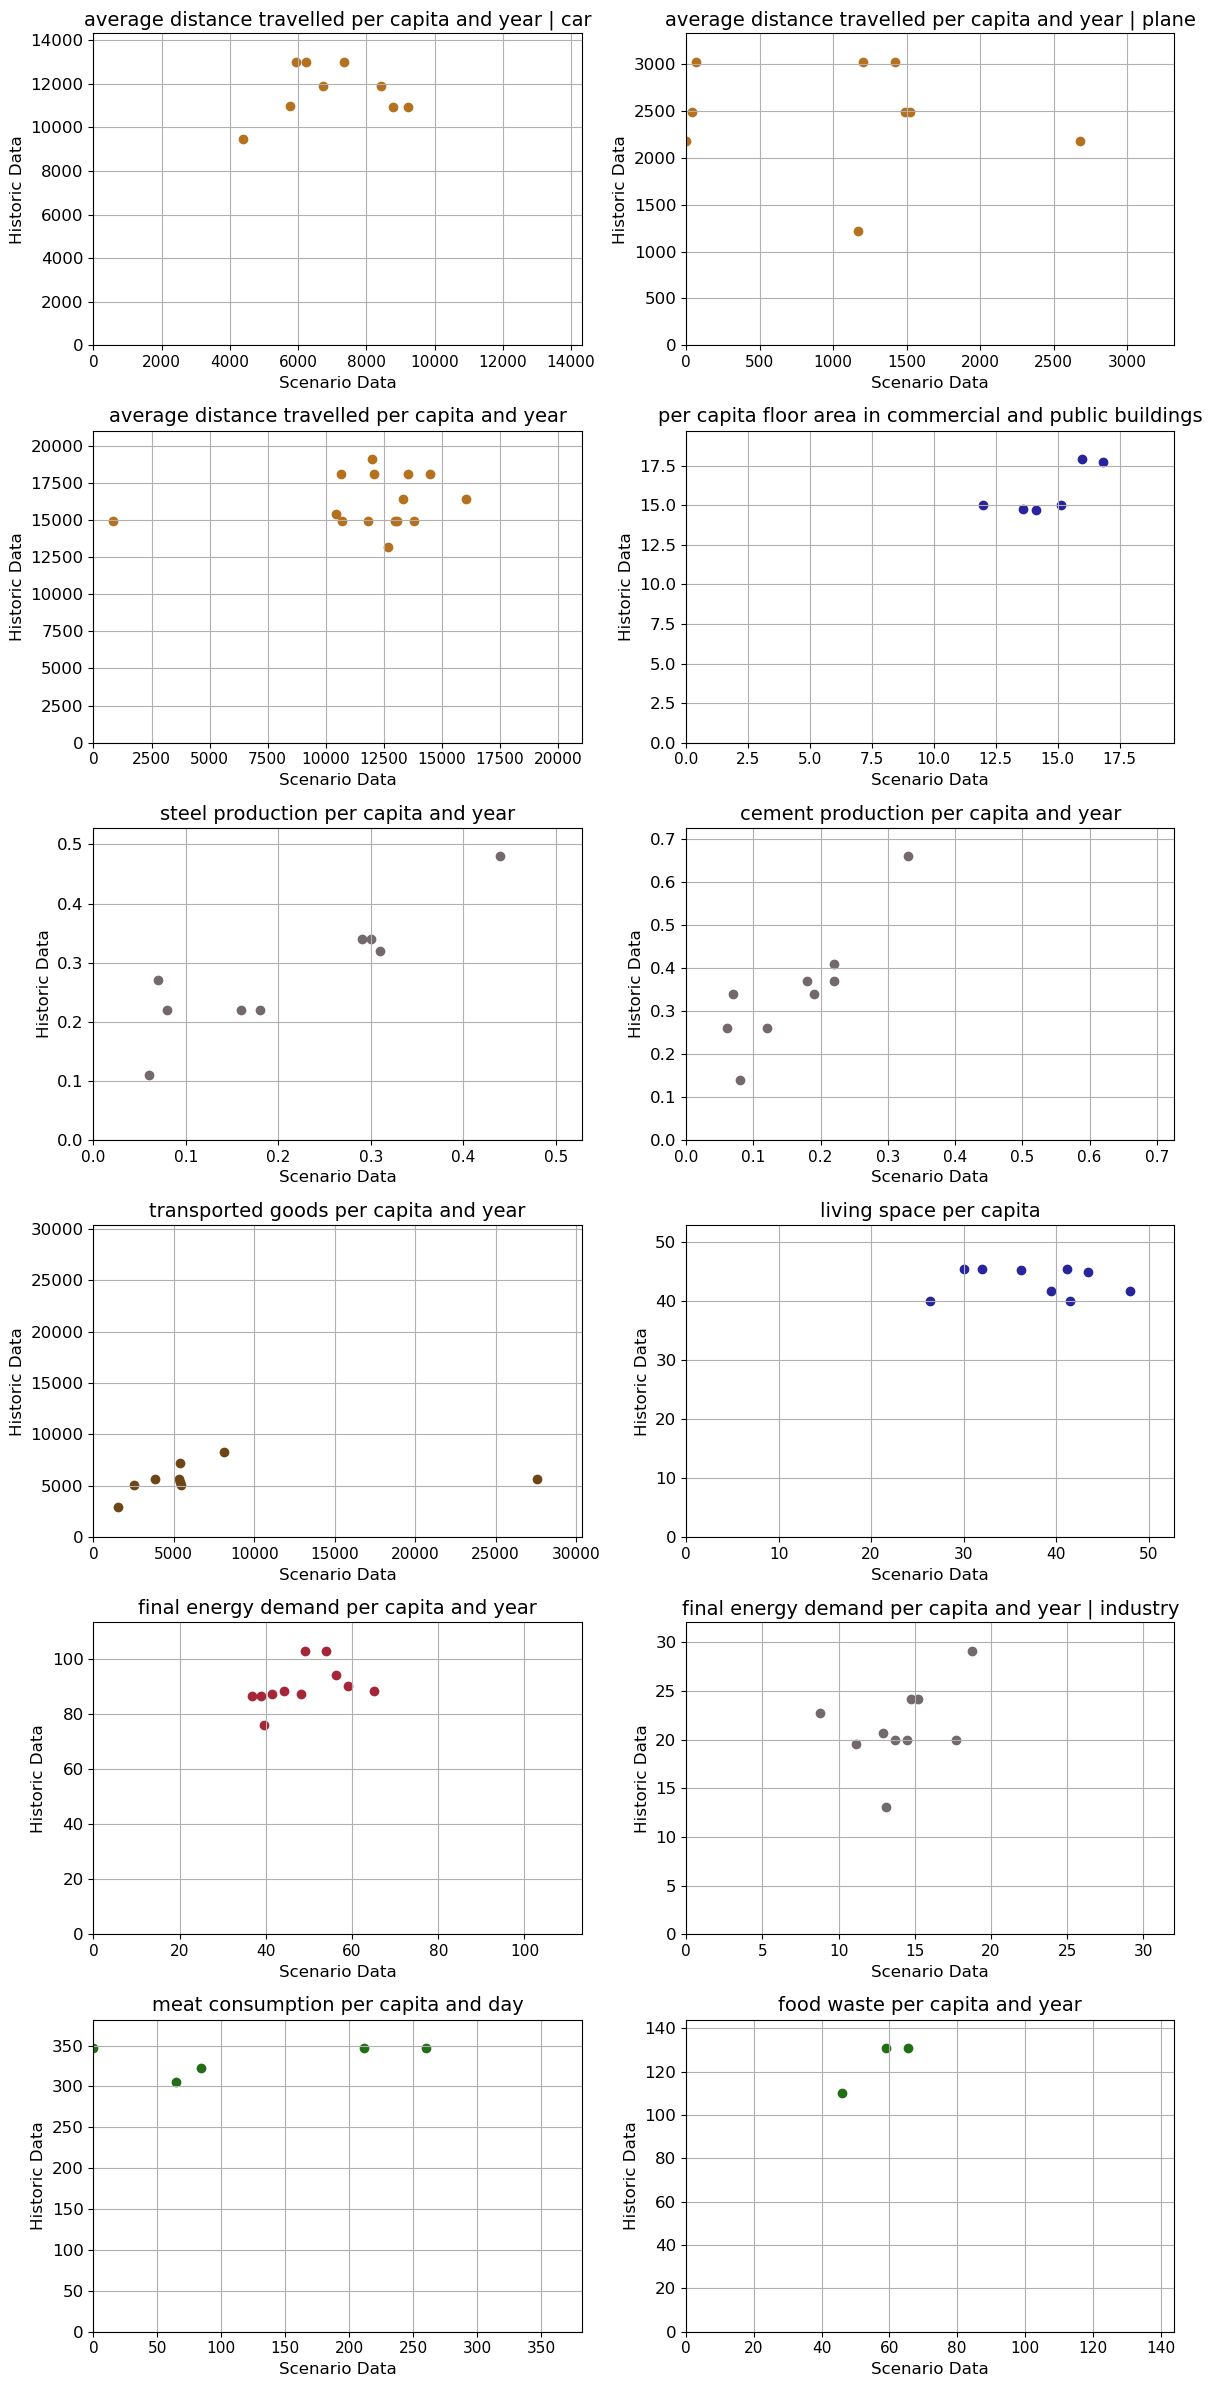 average distance travelled per capita and year | car
14000
12000
10000
8000
6000
4000
2000
0
Historic Data
0 2000 4000 6000 8000 10000 12000 14000
Scenario Data
average distance travelled per capita and year | plane
3000
2500
2000
1500
1000
500
0
Historic Data
0 500 1000 1500 2000 2500 3000
Scenario Data
average distance travelled per capita and year
20000
17500
15000
12500
10000
7500
5000
2500
0
Historic Data
0 2500 5000 7500 10000 12500 15000 17500 20000
Scenario Data
per capita floor area in commercial and public buildings
17.5
15.0
12.5
10.0
7.5
5.0
2.5
0.0
Historic Data
0.0 2.5 5.0 7.5 10.0 12.5 15.0 17.5
Scenario Data
steel production per capita and year
0.5
0.4
0.3
0.2
0.1
0.0
Historic Data
0.0 0.1 0.2 0.3 0.4 0.5
Scenario Data
cement production per capita and year
0.7
0.6
0.5
0.4
0.3
0.2
0.1
0.0
Historic Data
0.0 0.1 0.2 0.3 0.4 0.5 0.6 0.7
Scenario Data
transported goods per capita and year
30000
25000
20000
15000
10000
5000
0
Historic Data
0 5000 10000 15000 20000 25000 30000
Scenario Data
living space per capita
50
40
30
20
10
0
Historic Data
0 10 20 30 40 50
Scenario Data
final energy demand per capita and year
100
80
60
40
20
0
Historic Data
0 20 40 60 80 100
Scenario Data
final energy demand per capita and year | industry
30
25
20
15
10
5
0
Historic Data
0 5 10 15 20 25 30
Scenario Data
meat consumption per capita and day
350
300
250
200
150
100
50
0
Historic Data
0 50 100 150 200 250 300 350
Scenario Data
food waste per capita and year
140
120
100
80
60
40
20
0
Historic Data
0 20 40 60 80 100 120 140
Scenario Data